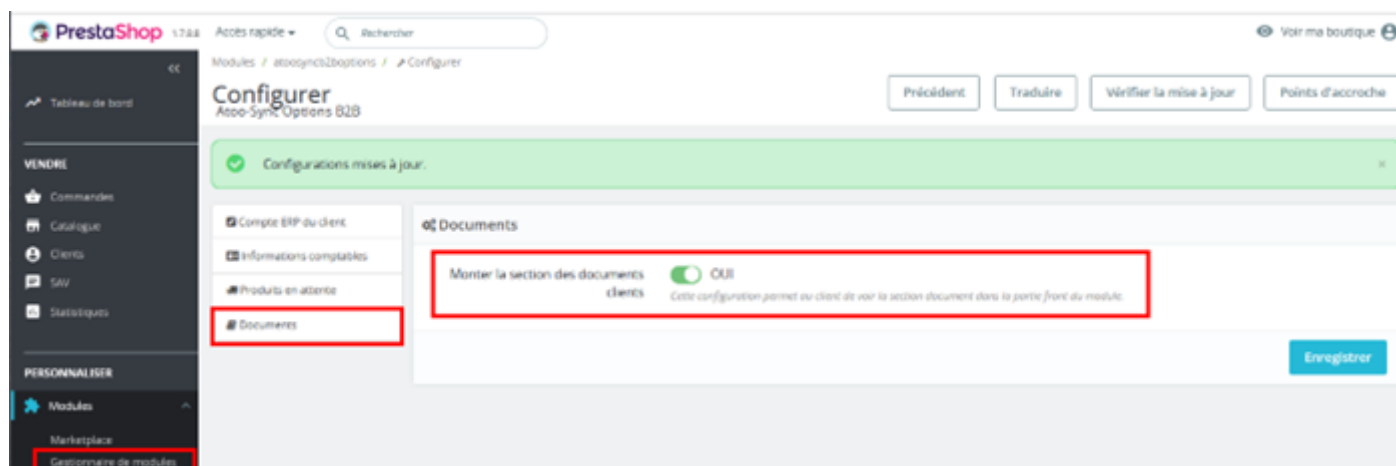 PrestaShop 1.7.8.8 Accès rapide Rechercher Voir ma boutique
Modules / atoosyncb2boptions / Configurer
Configurer
Atoo-Sync Options B2B
Précédent Traduire Vérifier la mise à jour Points d'accroche
Tableau de bord
VENDRE
Commandes
Catalogue
Clients
SAV
Statistiques
PERSONNALISER
Modules
Marketplace
Gestionnaire de modules
Configurations mises à jour.
Compte ERP du client
Informations comptables
Produits en attente
Documents
Documents
Monter la section des documents
clients
OUI
Cette configuration permet au client de voir la section document dans la partie front du module.
Enregistrer